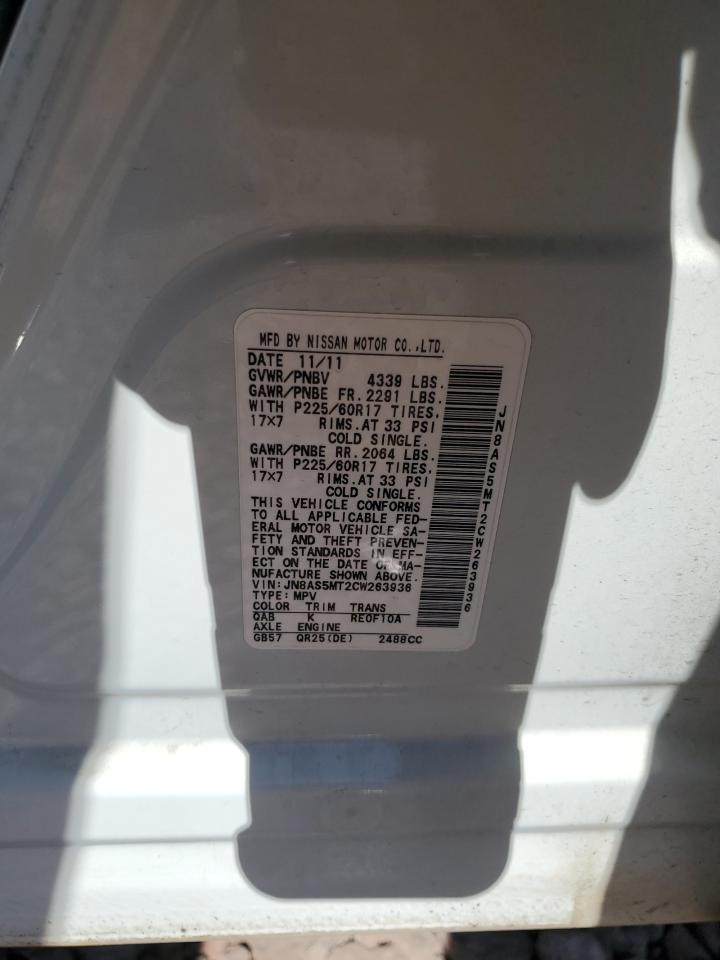 MFD BY NISSAN MOTOR CO.,LTD.
DATE 11/11
GVWR/PNBV 4339 LBS.
GAWR/PNBE FR. 2291 LBS.
WITH P225/60R17 TIRES,
17x7 RIMS.AT 33 PSI
COLD SINGLE.
GAWR/PNBE RR. 2064 LBS.
WITH P225/60R17 TIRES,
17x7 RIMS.AT 33 PSI
COLD SINGLE.
THIS VEHICLE CONFORMS
TO ALL APPLICABLE FED-
ERAL MOTOR VEHICLE SA-
FETY AND THEFT PREVEN-
TION STANDARDS IN EFF-
ECT ON THE DATE OF MA-
NUFACTURE SHOWN ABOVE.
VIN:JN8AS5MT2CW263936
TYPE: MPV
COLOR TRIM TRANS
QAB K RE0F10A
AXLE ENGINE
GB57 QR25(DE) 2488CC
JN8AS5MT2CW263936